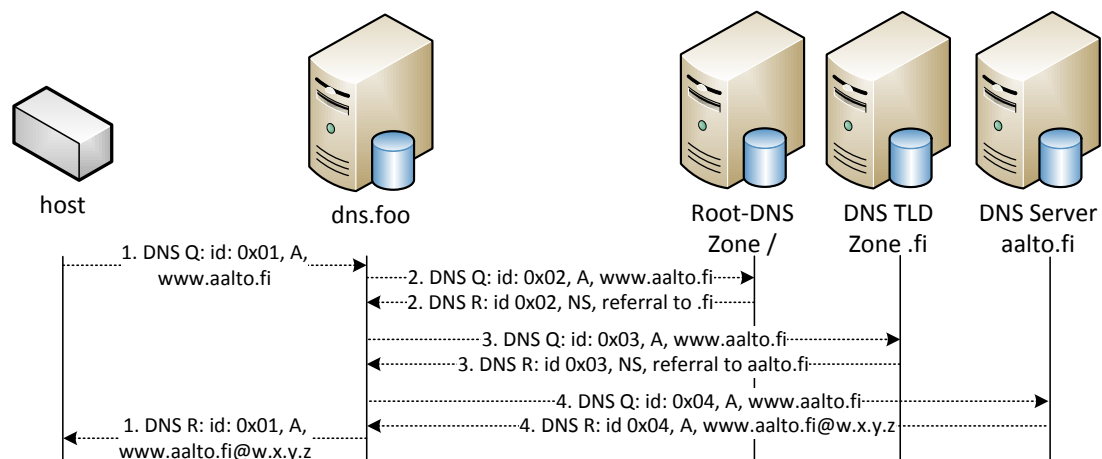 host
dns.foo
Root-DNS
Zone /
DNS TLD
Zone .fi
DNS Server
aalto.fi
1. DNS Q: id: 0x01, A,
www.aalto.fi
2. DNS Q: id: 0x02, A, www.aalto.fi
2. DNS R: id 0x02, NS, referral to .fi
3. DNS Q: id: 0x03, A, www.aalto.fi
3. DNS R: id 0x03, NS, referral to aalto.fi
4. DNS Q: id: 0x04, A, www.aalto.fi
4. DNS R: id 0x04, A, www.aalto.fi@w.x.y.z
1. DNS R: id: 0x01, A,
www.aalto.fi@w.x.y.z